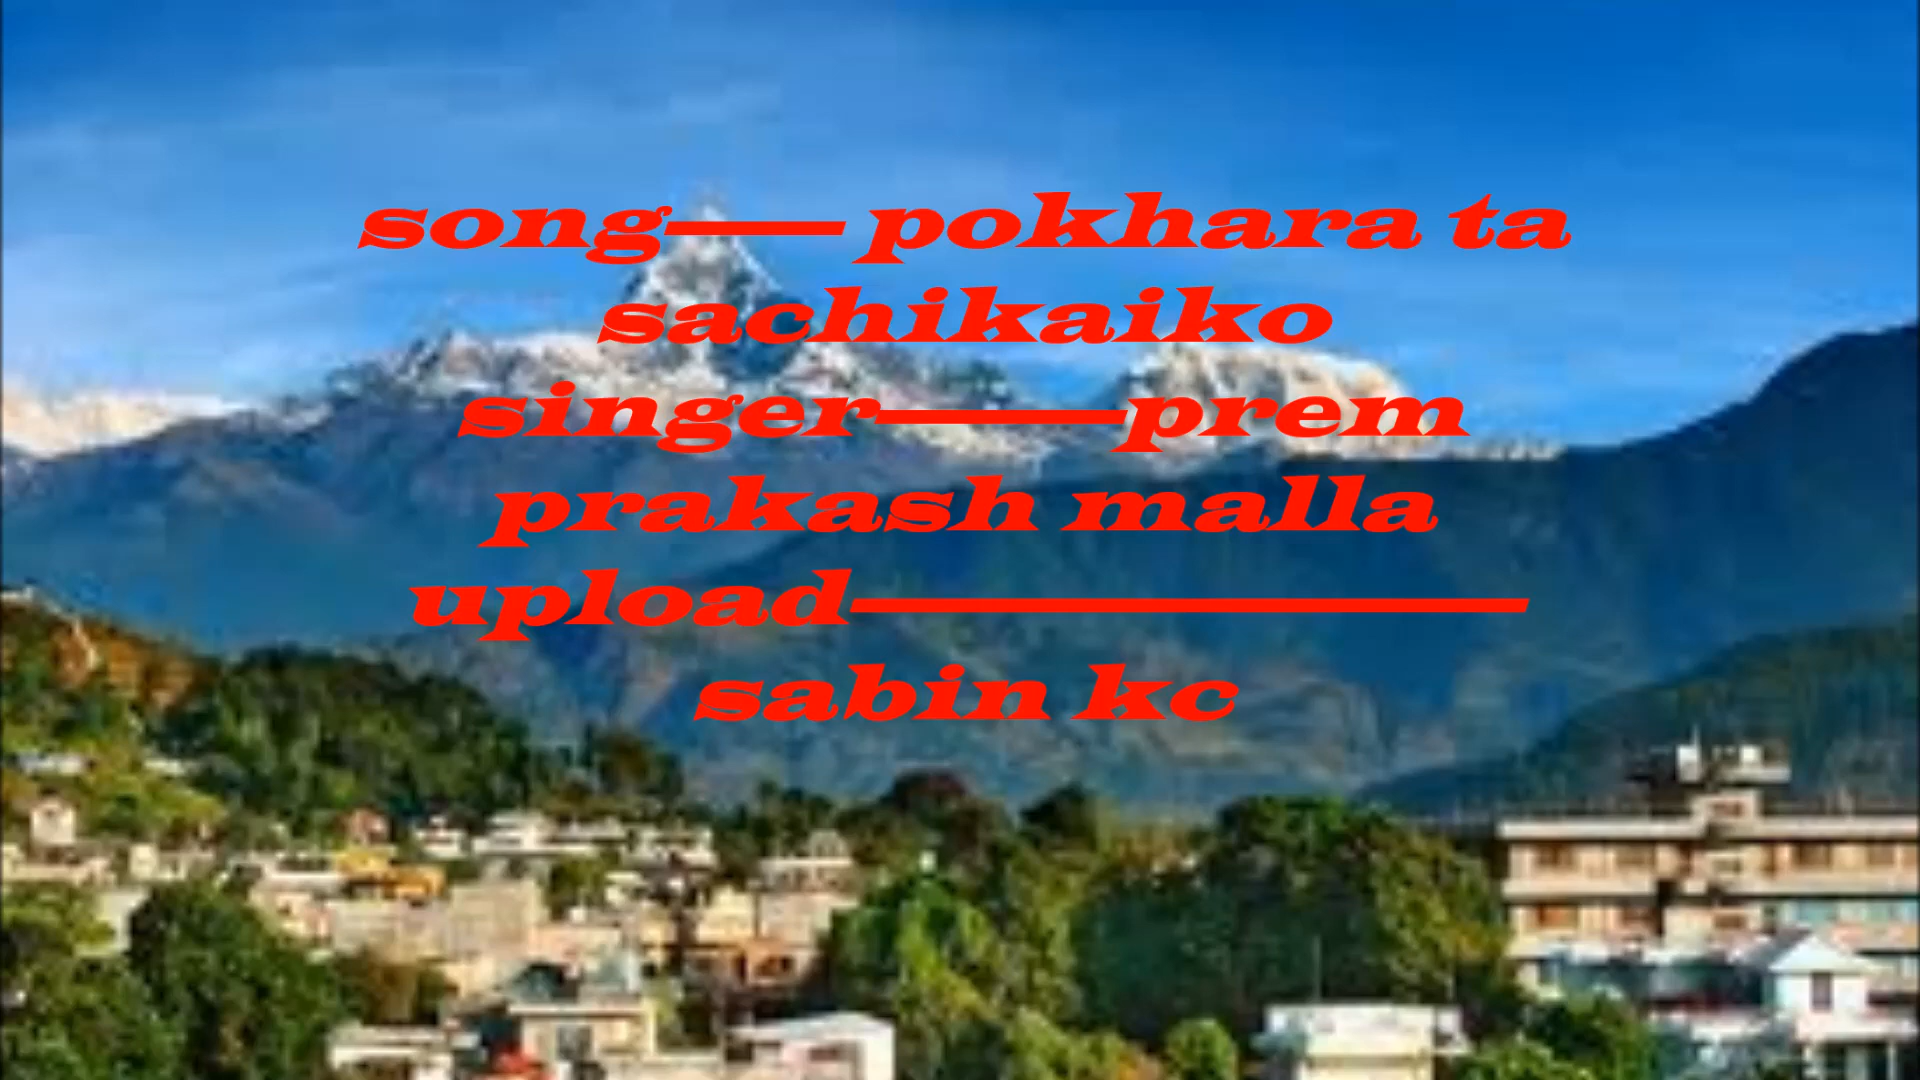 song—— pokhara ta
sachikaiko
singer———prem
prakash malla
upload————————
sabin kc